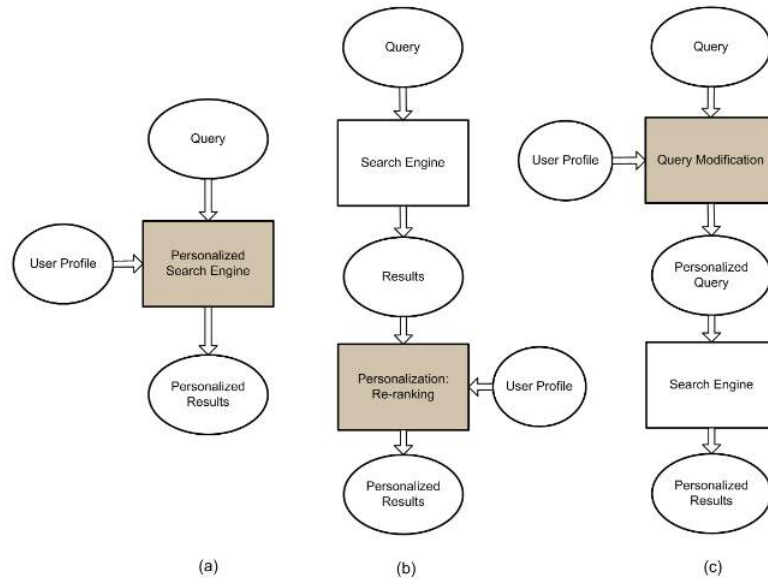 Query
User Profile
Personalized
Search Engine
Personalized
Results
(a)
Query
Search Engine
Results
Personalization:
Re-ranking
User Profile
Personalized
Results
(b)
Query
User Profile
Query Modification
Personalized
Query
Search Engine
Personalized
Results
(c)